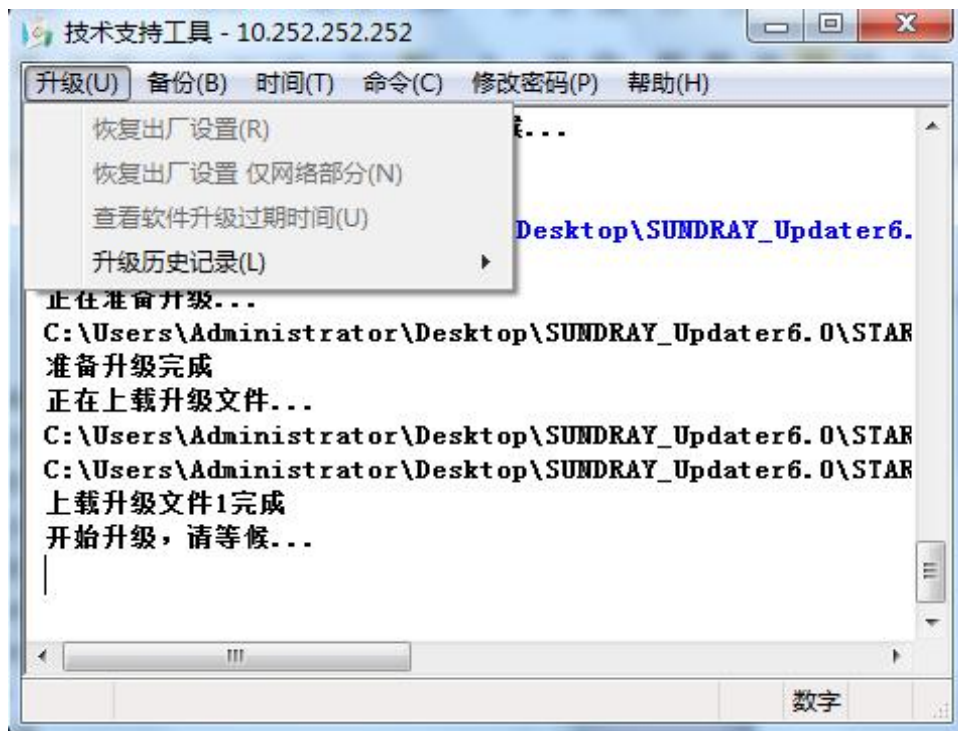 技术支持工具 - 10.252.252.252
升级(U) 备份(B) 时间(T) 命令(C) 修改密码(P) 帮助(H)
恢复出厂设置(R)
...
恢复出厂设置 仅网络部分(N)
查看软件升级过期时间(U)
Desktop\SUNDRAY_Updater6.
升级历史记录(L)
正在准备升级...
C:\Users\Administrator\Desktop\SUNDRAY_Updater6.0\STAR
准备升级完成
正在上载升级文件...
C:\Users\Administrator\Desktop\SUNDRAY_Updater6.0\STAR
C:\Users\Administrator\Desktop\SUNDRAY_Updater6.0\STAR
上载升级文件1完成
开始升级，请等候...
数字